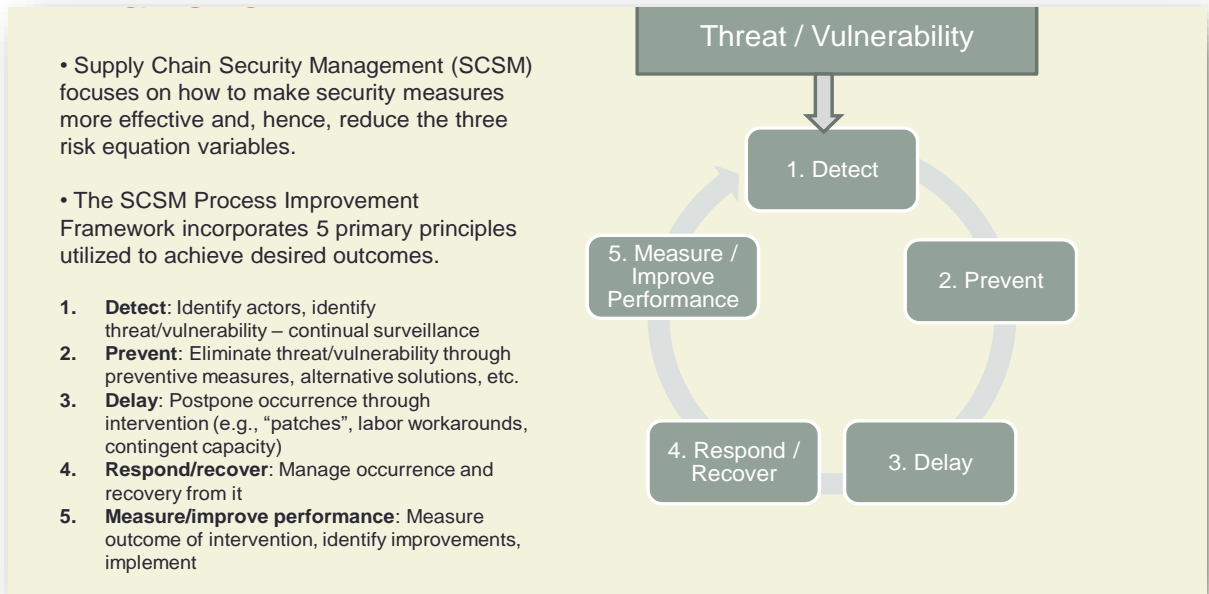 • Supply Chain Security Management (SCSM)
focuses on how to make security measures
more effective and, hence, reduce the three
risk equation variables.
• The SCSM Process Improvement
Framework incorporates 5 primary principles
utilized to achieve desired outcomes.
1. Detect: Identify actors, identify
threat/vulnerability – continual surveillance
2. Prevent: Eliminate threat/vulnerability through
preventive measures, alternative solutions, etc.
3. Delay: Postpone occurrence through
intervention (e.g., “patches”, labor workarounds,
contingent capacity)
4. Respond/recover: Manage occurrence and
recovery from it
5. Measure/improve performance: Measure
outcome of intervention, identify improvements,
implement
Threat / Vulnerability
1. Detect
2. Prevent
3. Delay
4. Respond /
Recover
5. Measure /
Improve
Performance